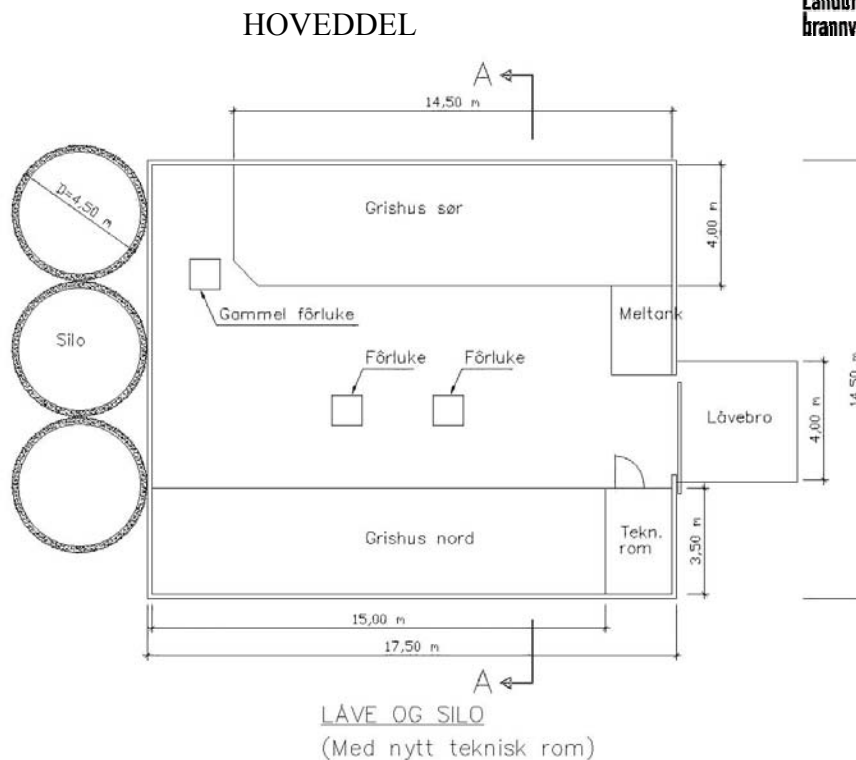 HOVEDDEL
brannv
A
14,50 m
D=4,50 m
Grishus sør
4,00 m
Gammel fôrluke
Meltank
Silo
Fôrluke
Fôrluke
Låvebro
4,00 m
14,50 m
Grishus nord
Tekn.
rom
3,50 m
15,00 m
17,50 m
A
LÅVE OG SILO
(Med nytt teknisk rom)